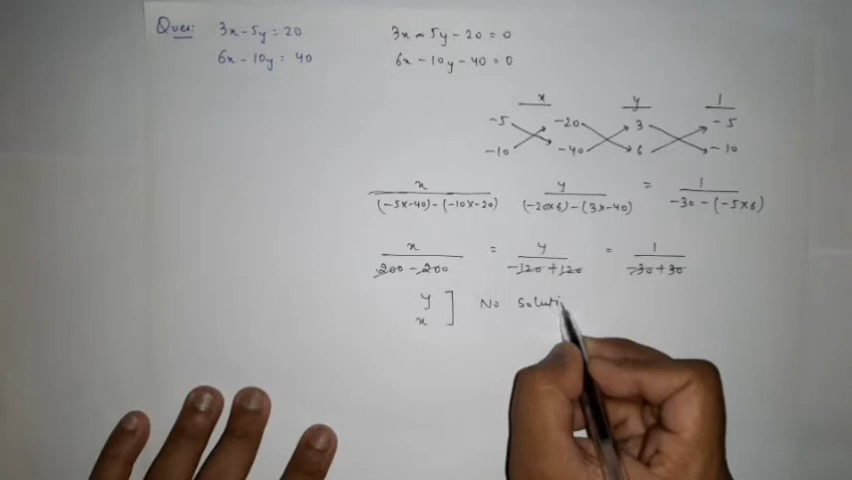 Ques: 3x-5y=20 3x-5y-20=0
6x-10y=40 6x-10y-40=0
x y 1
-5 -20 3 -5
-10 -40 6 -10
x y = 1
(-5x-40)-(-10x-20) (-20x6)-(3x-40) -30-(-5x6)
x = y = 1
200-200 -120+120 -30+30
y ] No Soluti
x